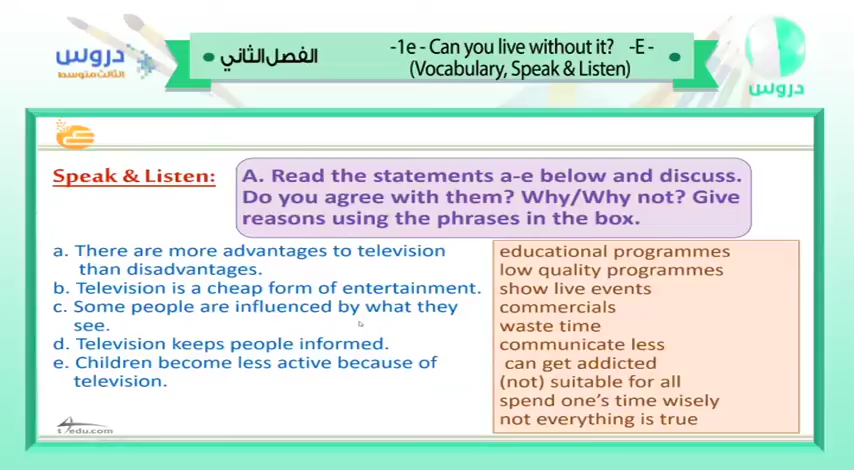 دروس
الثالث متوسط
الفصل الثاني
-1e - Can you live without it? -E -
(Vocabulary, Speak & Listen)
دروس
Speak & Listen:
A. Read the statements a-e below and discuss.
Do you agree with them? Why/Why not? Give
reasons using the phrases in the box.
a. There are more advantages to television
than disadvantages.
b. Television is a cheap form of entertainment.
c. Some people are influenced by what they
see.
d. Television keeps people informed.
e. Children become less active because of
television.
educational programmes
low quality programmes
show live events
commercials
waste time
communicate less
can get addicted
(not) suitable for all
spend one's time wisely
not everything is true
t4edu.com